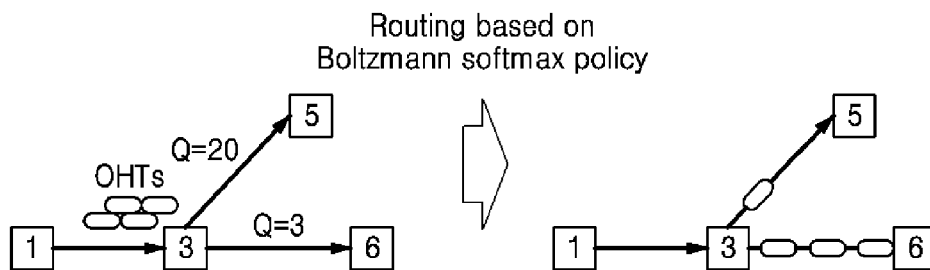 Routing based on
Boltzmann softmax policy
5
Q=20
OHTs
1
3
Q=3
6
5
1
3
6